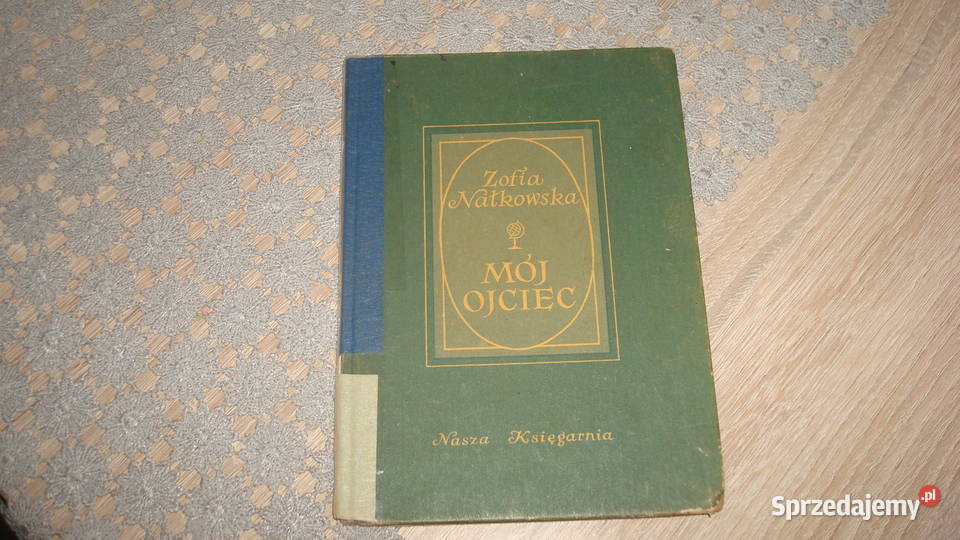 Zofia
Nałkowska
MÓJ
OJCIEC
Nasza Księgarnia
Sprzedajemy.pl